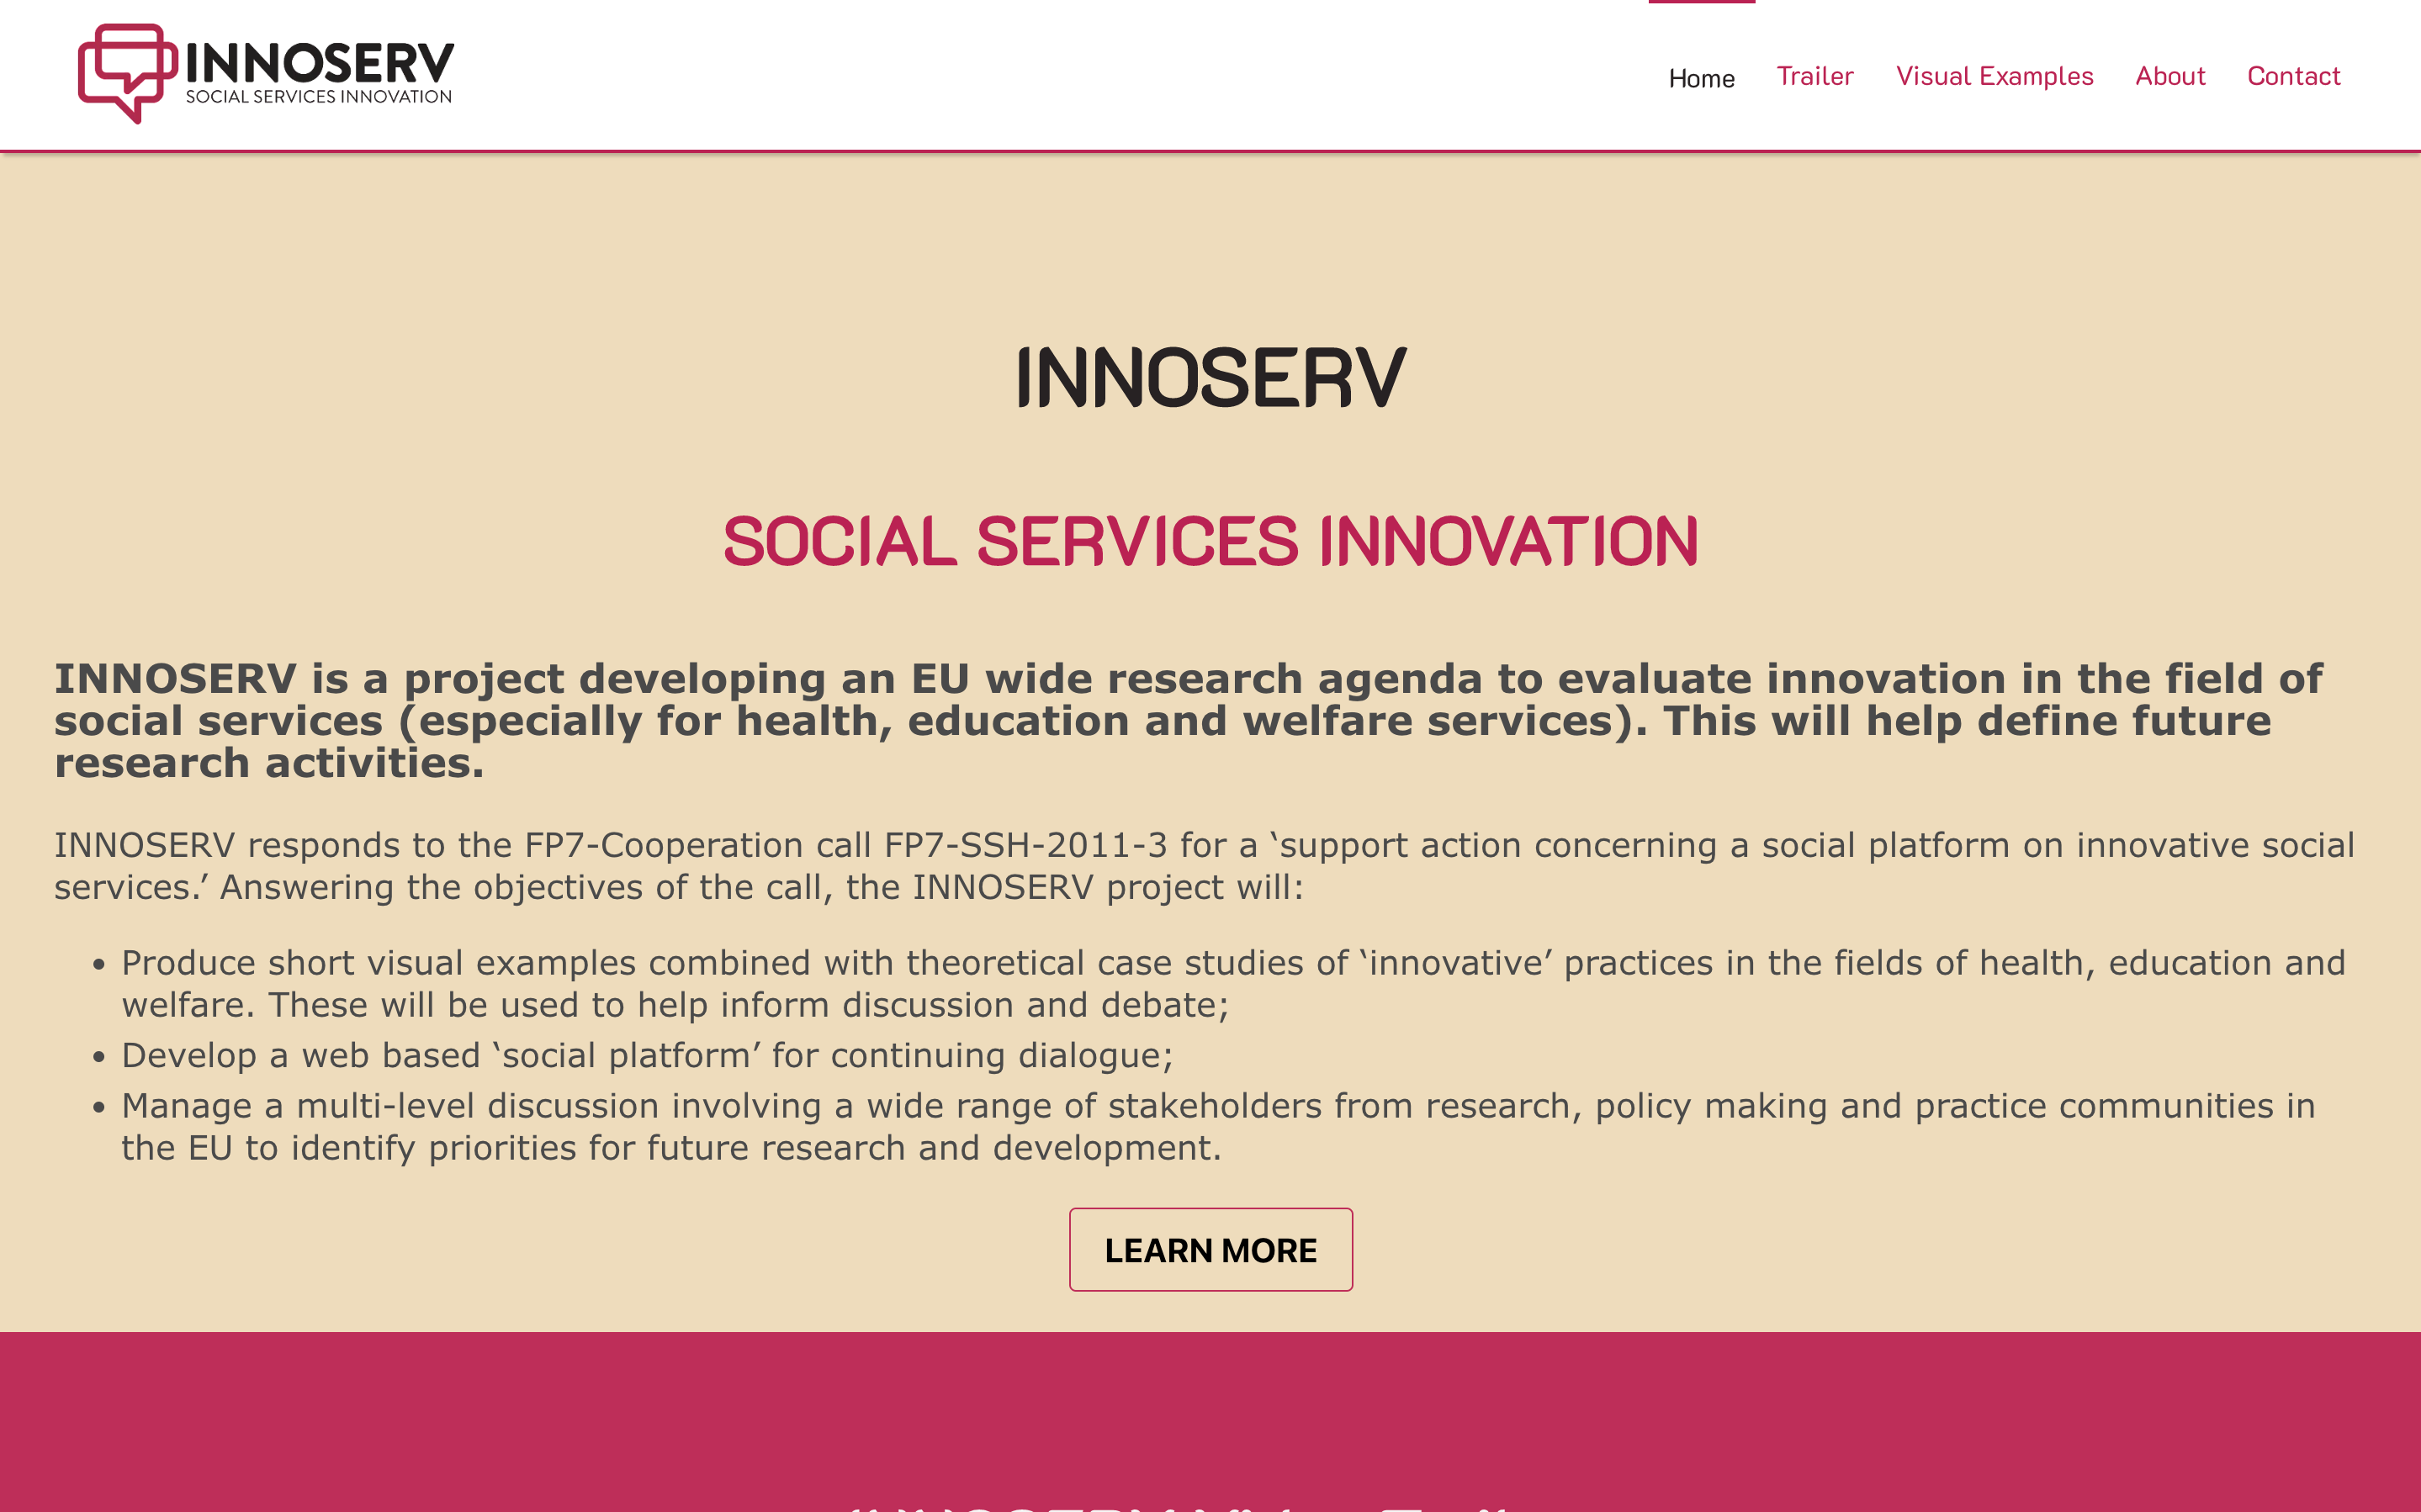 INNOSERV
SOCIAL SERVICES INNOVATION
Home
Trailer
Visual Examples
About
Contact
INNOSERV
SOCIAL SERVICES INNOVATION
INNOSERV is a project developing an EU wide research agenda to evaluate innovation in the field of
social services (especially for health, education and welfare services). This will help define future
research activities.
INNOSERV responds to the FP7-Cooperation call FP7-SSH-2011-3 for a ‘support action concerning a social platform on innovative social
services.’ Answering the objectives of the call, the INNOSERV project will:
• Produce short visual examples combined with theoretical case studies of ‘innovative’ practices in the fields of health, education and
welfare. These will be used to help inform discussion and debate;
• Develop a web based ‘social platform’ for continuing dialogue;
• Manage a multi-level discussion involving a wide range of stakeholders from research, policy making and practice communities in
the EU to identify priorities for future research and development.
LEARN MORE